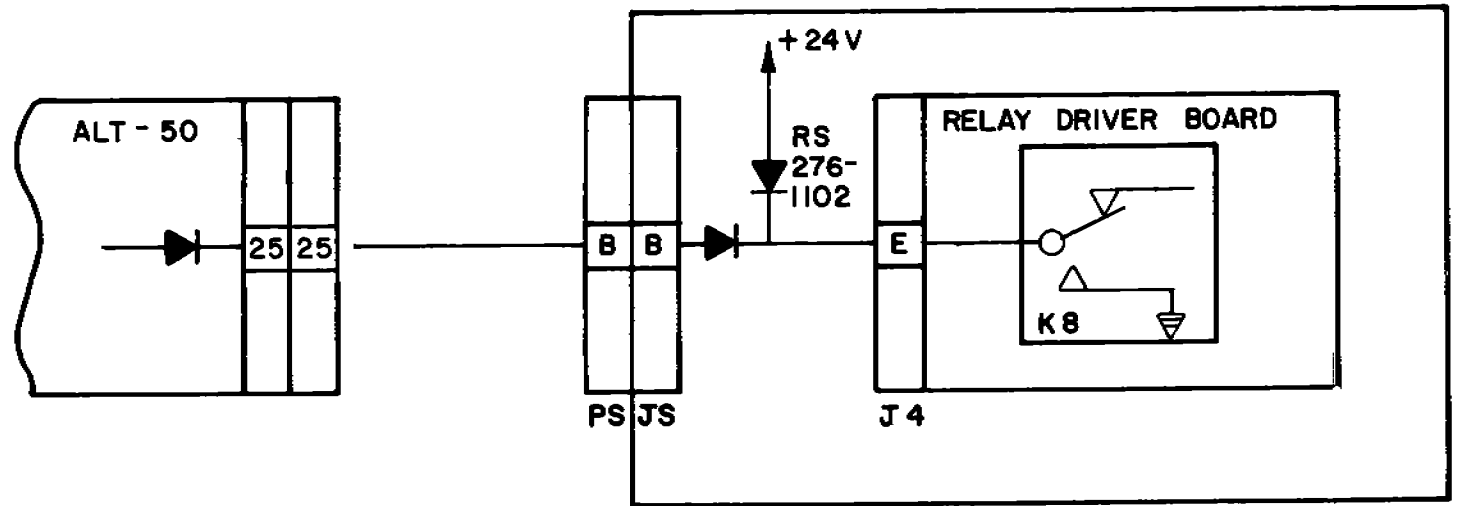 +24V
ALT-50
RELAY DRIVER BOARD
RS
276-
1102
25 25
B B
E
K8
PS JS
J4